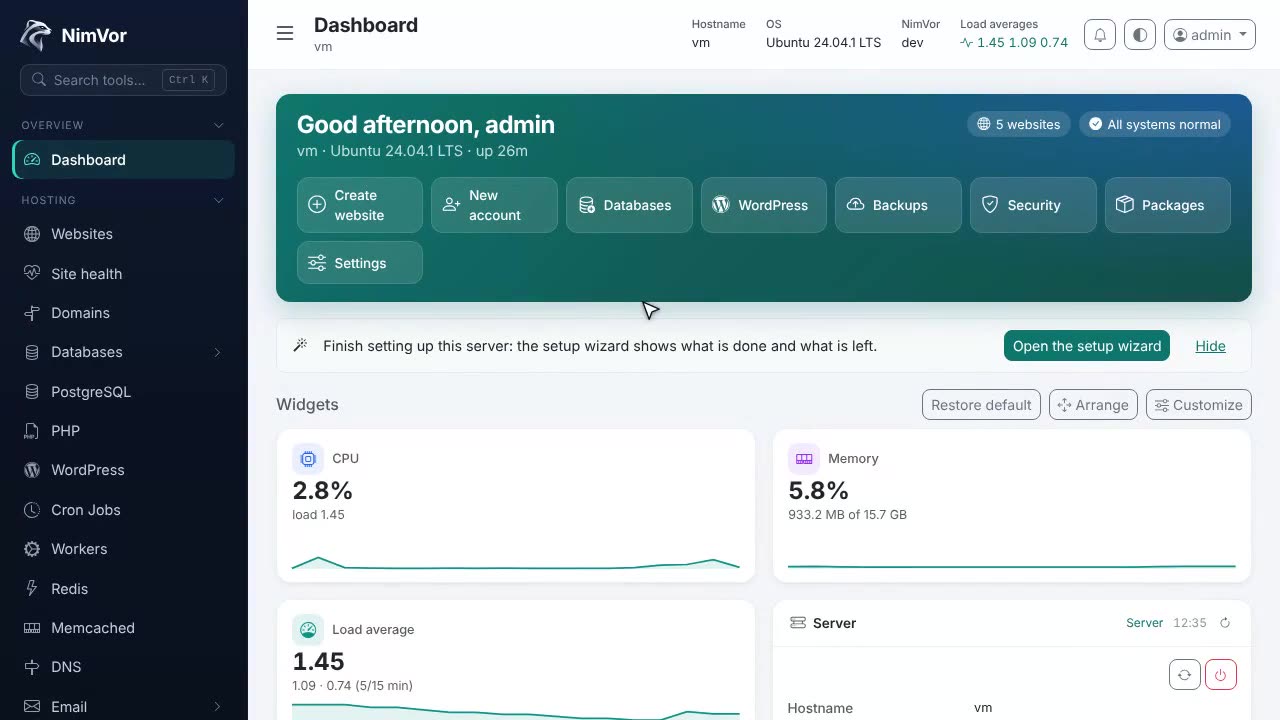 NimVor
Search tools...
Ctrl K
OVERVIEW
Dashboard
HOSTING
Websites
Site health
Domains
Databases
PostgreSQL
PHP
WordPress
Cron Jobs
Workers
Redis
Memcached
DNS
Email
Dashboard
vm
Hostname
vm
OS
Ubuntu 24.04.1 LTS
NimVor
dev
Load averages
1.45 1.09 0.74
admin
Good afternoon, admin
vm · Ubuntu 24.04.1 LTS · up 26m
5 websites
All systems normal
Create
website
New
account
Databases
WordPress
Backups
Security
Packages
Settings
Finish setting up this server: the setup wizard shows what is done and what is left.
Open the setup wizard
Hide
Widgets
Restore default
Arrange
Customize
CPU
2.8%
load 1.45
Memory
5.8%
933.2 MB of 15.7 GB
Load average
1.45
1.09 · 0.74 (5/15 min)
Server
Server
12:35
Hostname
vm